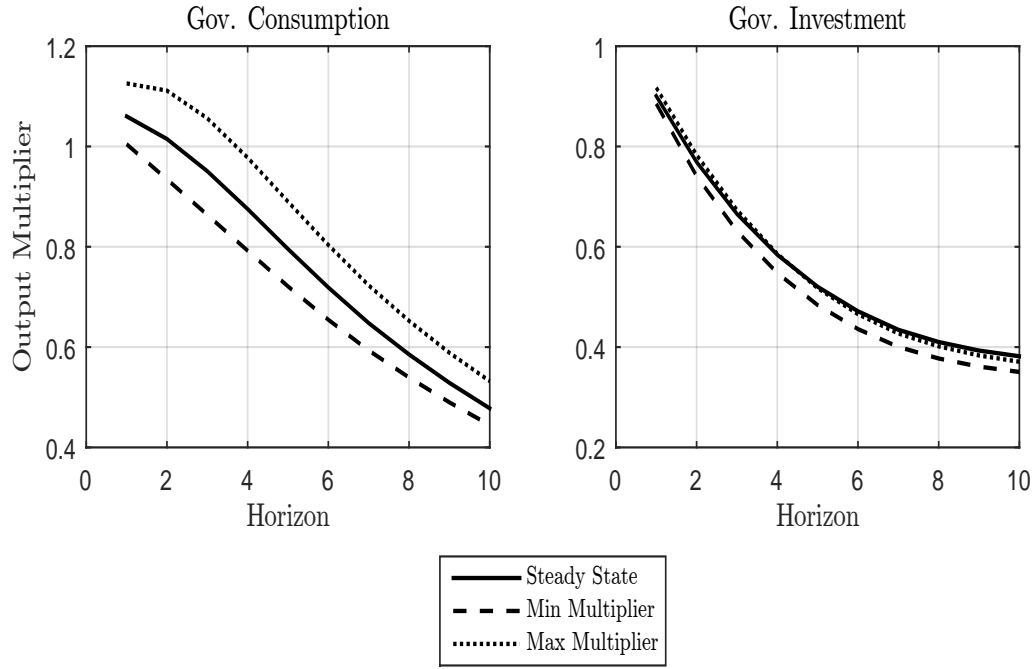 Gov. Consumption
Gov. Investment
Output Multiplier
1.2
1
0.8
0.6
0.4
0 2 4 6 8 10
Horizon
1
0.8
0.6
0.4
0.2
0 2 4 6 8 10
Horizon
Steady State
Min Multiplier
Max Multiplier